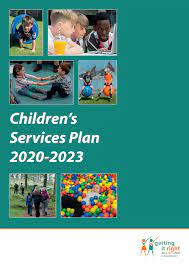 Children's
Services Plan
2020-2023
getting
it right